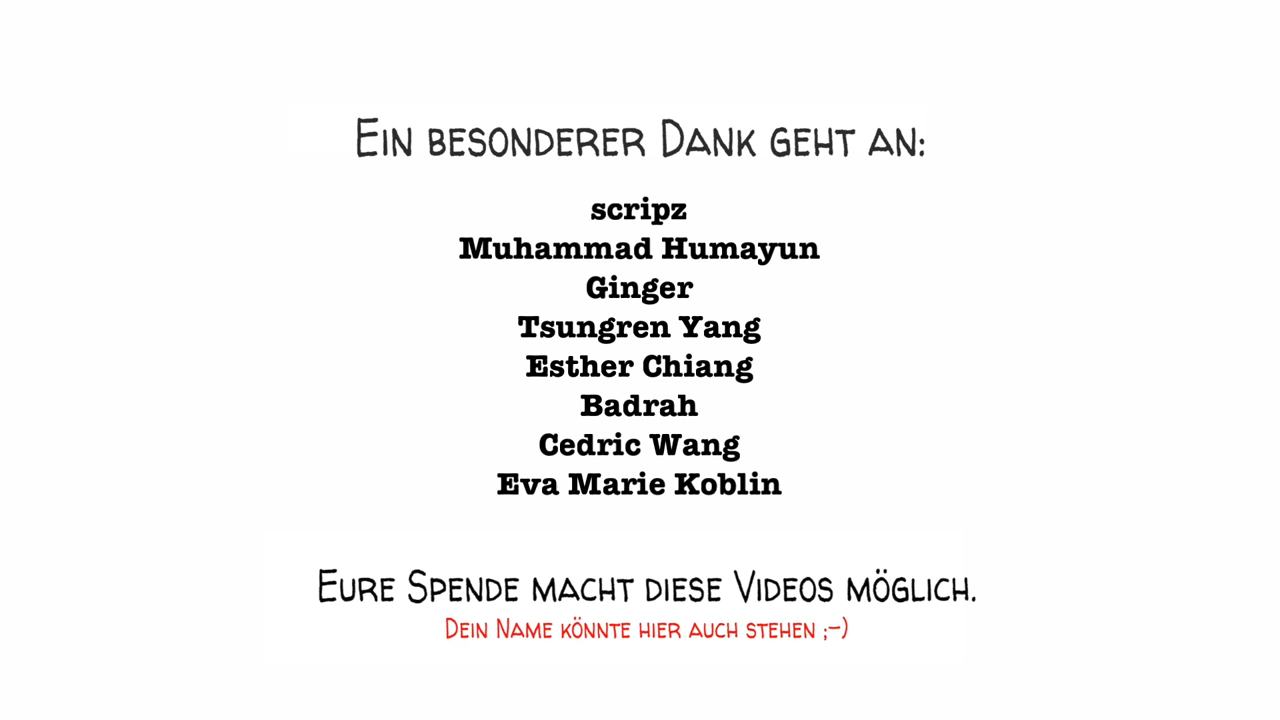 Ein besonderer Dank geht an:
scripz
Muhammad Humayun
Ginger
Tsungren Yang
Esther Chiang
Badrah
Cedric Wang
Eva Marie Koblin
Eure Spende macht diese Videos möglich.
Dein Name könnte hier auch stehen ;-)